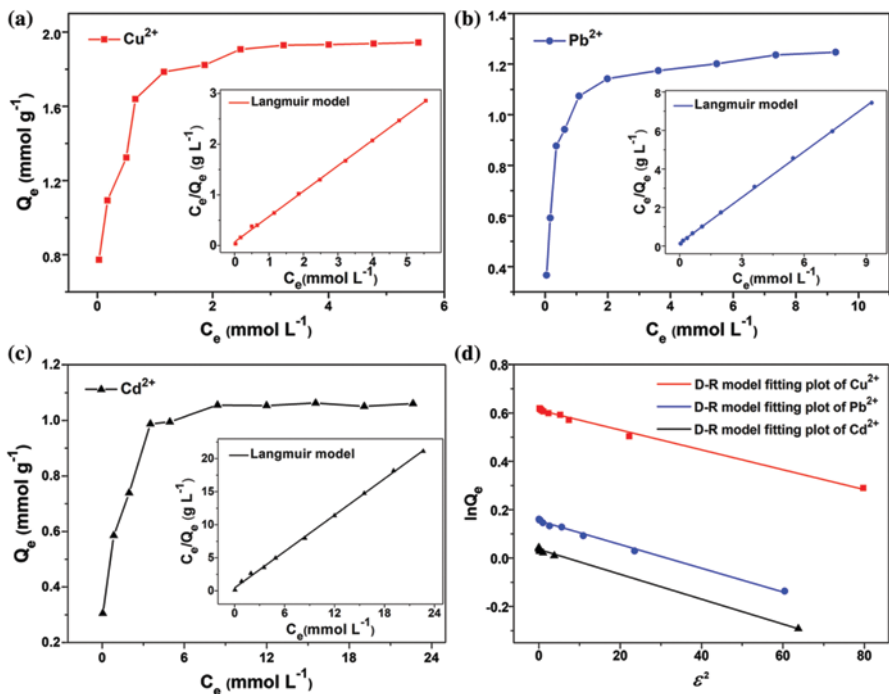 (a)
Cu²⁺
Qₑ (mmol g⁻¹)
2.0
1.6
1.2
0.8
0
2
4
6
Cₑ (mmol L⁻¹)
Langmuir model
Cₑ/Qₑ (g L⁻¹)
3
2
1
0
0
1
2
3
4
5
Cₑ(mmol L⁻¹)
(b)
Pb²⁺
1.4
1.2
1.0
0.8
0.6
0.4
0
2
4
6
8
10
Cₑ (mmol L⁻¹)
Langmuir model
Cₑ/Qₑ (g L⁻¹)
8
6
4
2
0
0
3
6
9
Cₑ(mmol L⁻¹)
(c)
Cd²⁺
Qₑ (mmol g⁻¹)
1.2
1.0
0.8
0.6
0.4
0.2
0
6
12
18
24
Cₑ (mmol L⁻¹)
Langmuir model
Cₑ/Qₑ (g L⁻¹)
20
15
10
5
0
0
3
6
9
12
15
18
21
Cₑ(mmol L⁻¹)
(d)
D-R model fitting plot of Cu²⁺
D-R model fitting plot of Pb²⁺
D-R model fitting plot of Cd²⁺
lnQₑ
0.8
0.6
0.4
0.2
0.0
-0.2
0
20
40
60
80
ε²